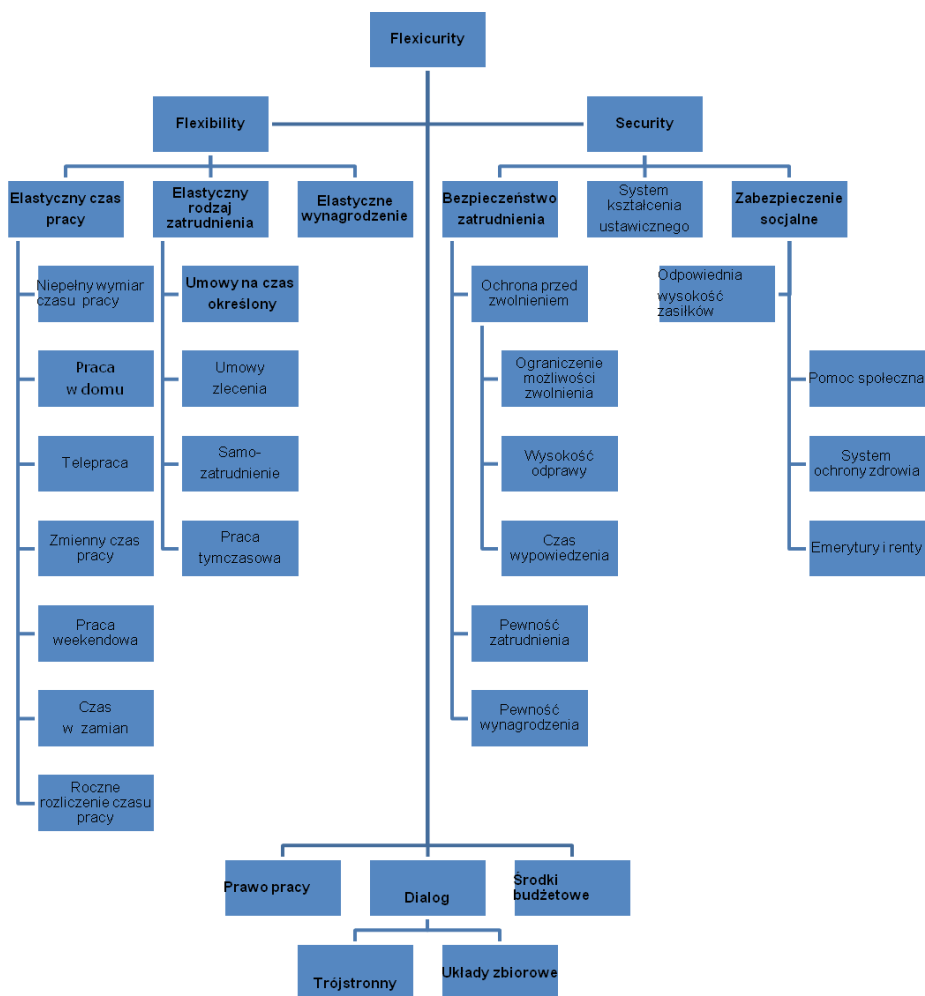 Flexicurity
Flexibility
Security
Elastyczny czas
pracy
Elastyczny
rodzaj
zatrudnienia
Elastyczne
wynagrodzenie
Bezpieczeństwo
zatrudnienia
System
kształcenia
ustawicznego
Zabezpieczenie
socjalne
Niepełny wymiar
czasu pracy
Praca
w domu
Telepraca
Zmienny czas
pracy
Praca
weekendowa
Czas
w zamian
Roczne
rozliczenie czasu
pracy
Umowy na czas
określony
Umowy
zlecenia
Samo-
zatrudnienie
Praca
tymczasowa
Ochrona przed
zwolnieniem
Ograniczenie
możliwości
zwolnienia
Wysokość
odprawy
Czas
wypowiedzenia
Pewność
zatrudnienia
Pewność
wynagrodzenia
Odpowiednia
wysokość
zasiłków
Pomoc społeczna
System
ochrony zdrowia
Emerytury i renty
Prawo pracy
Dialog
Środki
budżetowe
Trójstronny
Układy zbiorowe